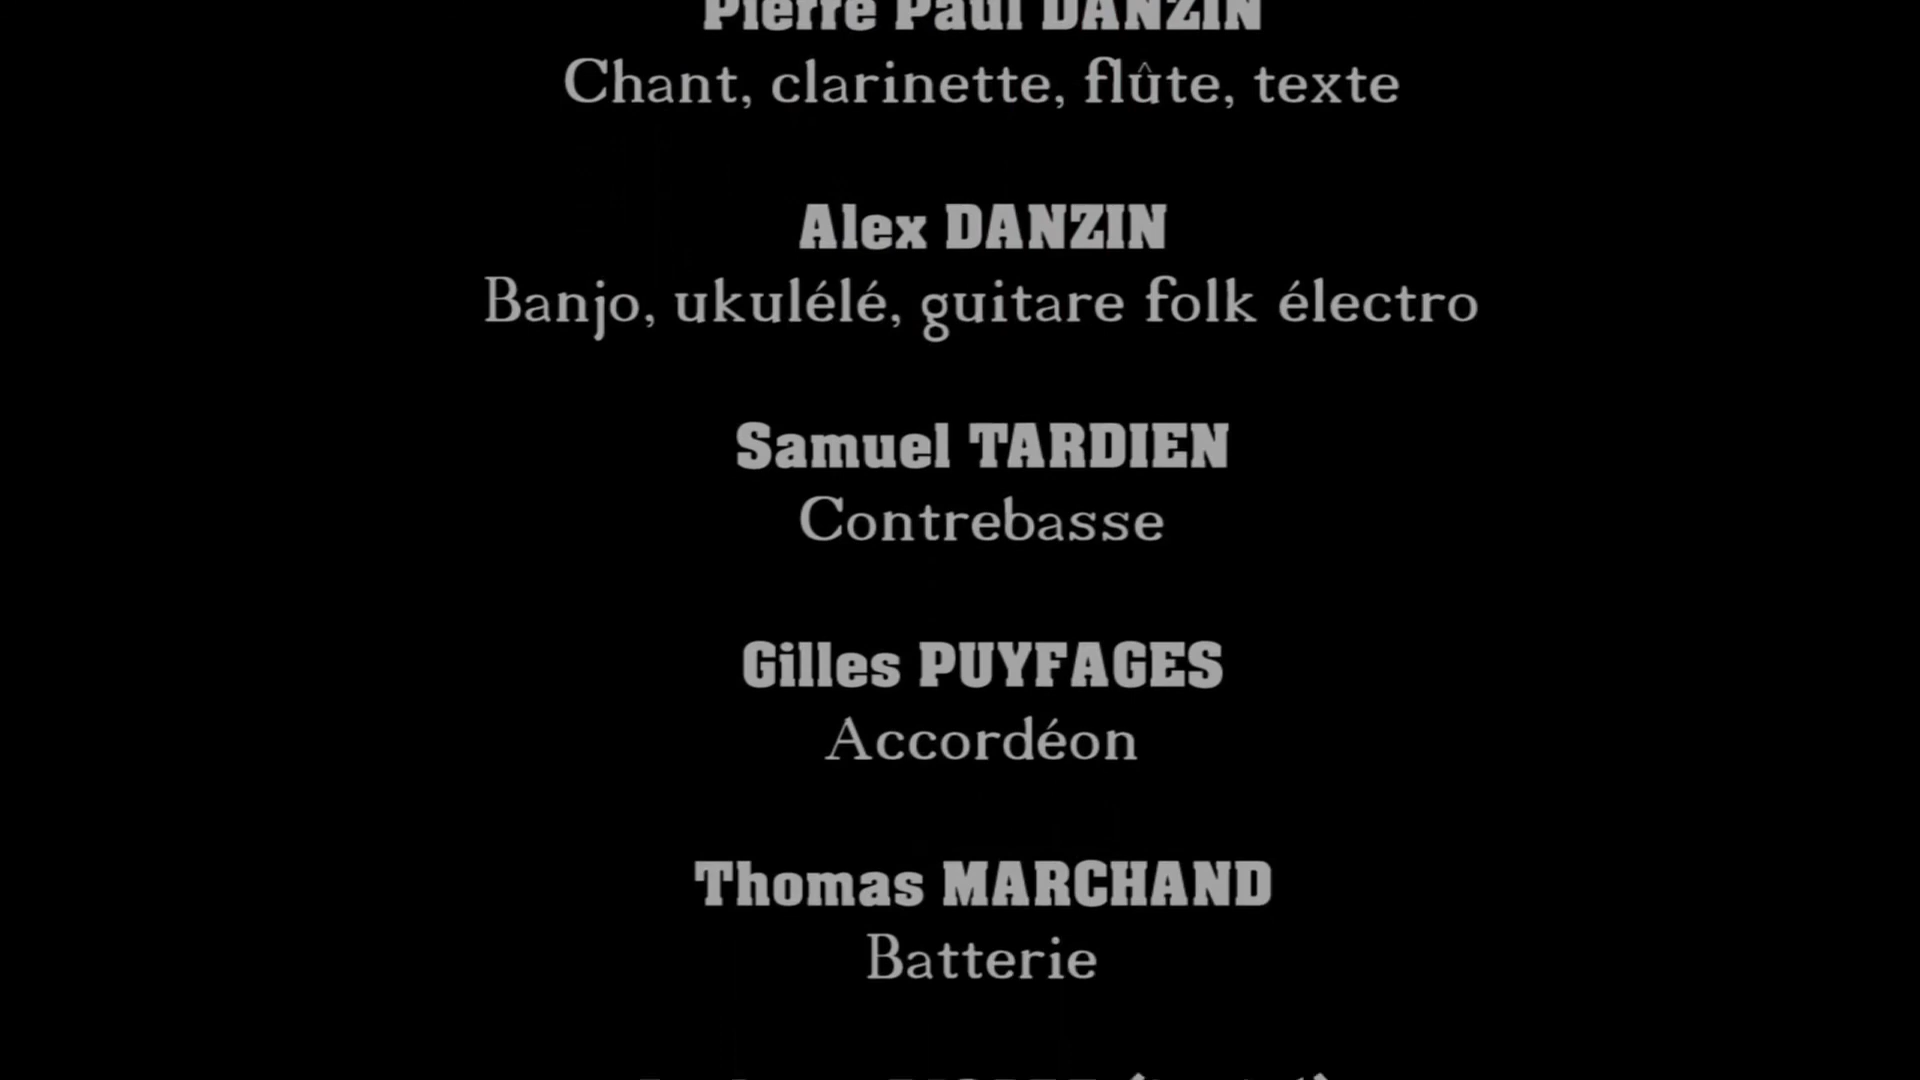 Pierre Paul DANZIN
Chant, clarinette, flûte, texte
Alex DANZIN
Banjo, ukulélé, guitare folk électro
Samuel TARDIEN
Contrebasse
Gilles PUYFAGES
Accordéon
Thomas MARCHAND
Batterie